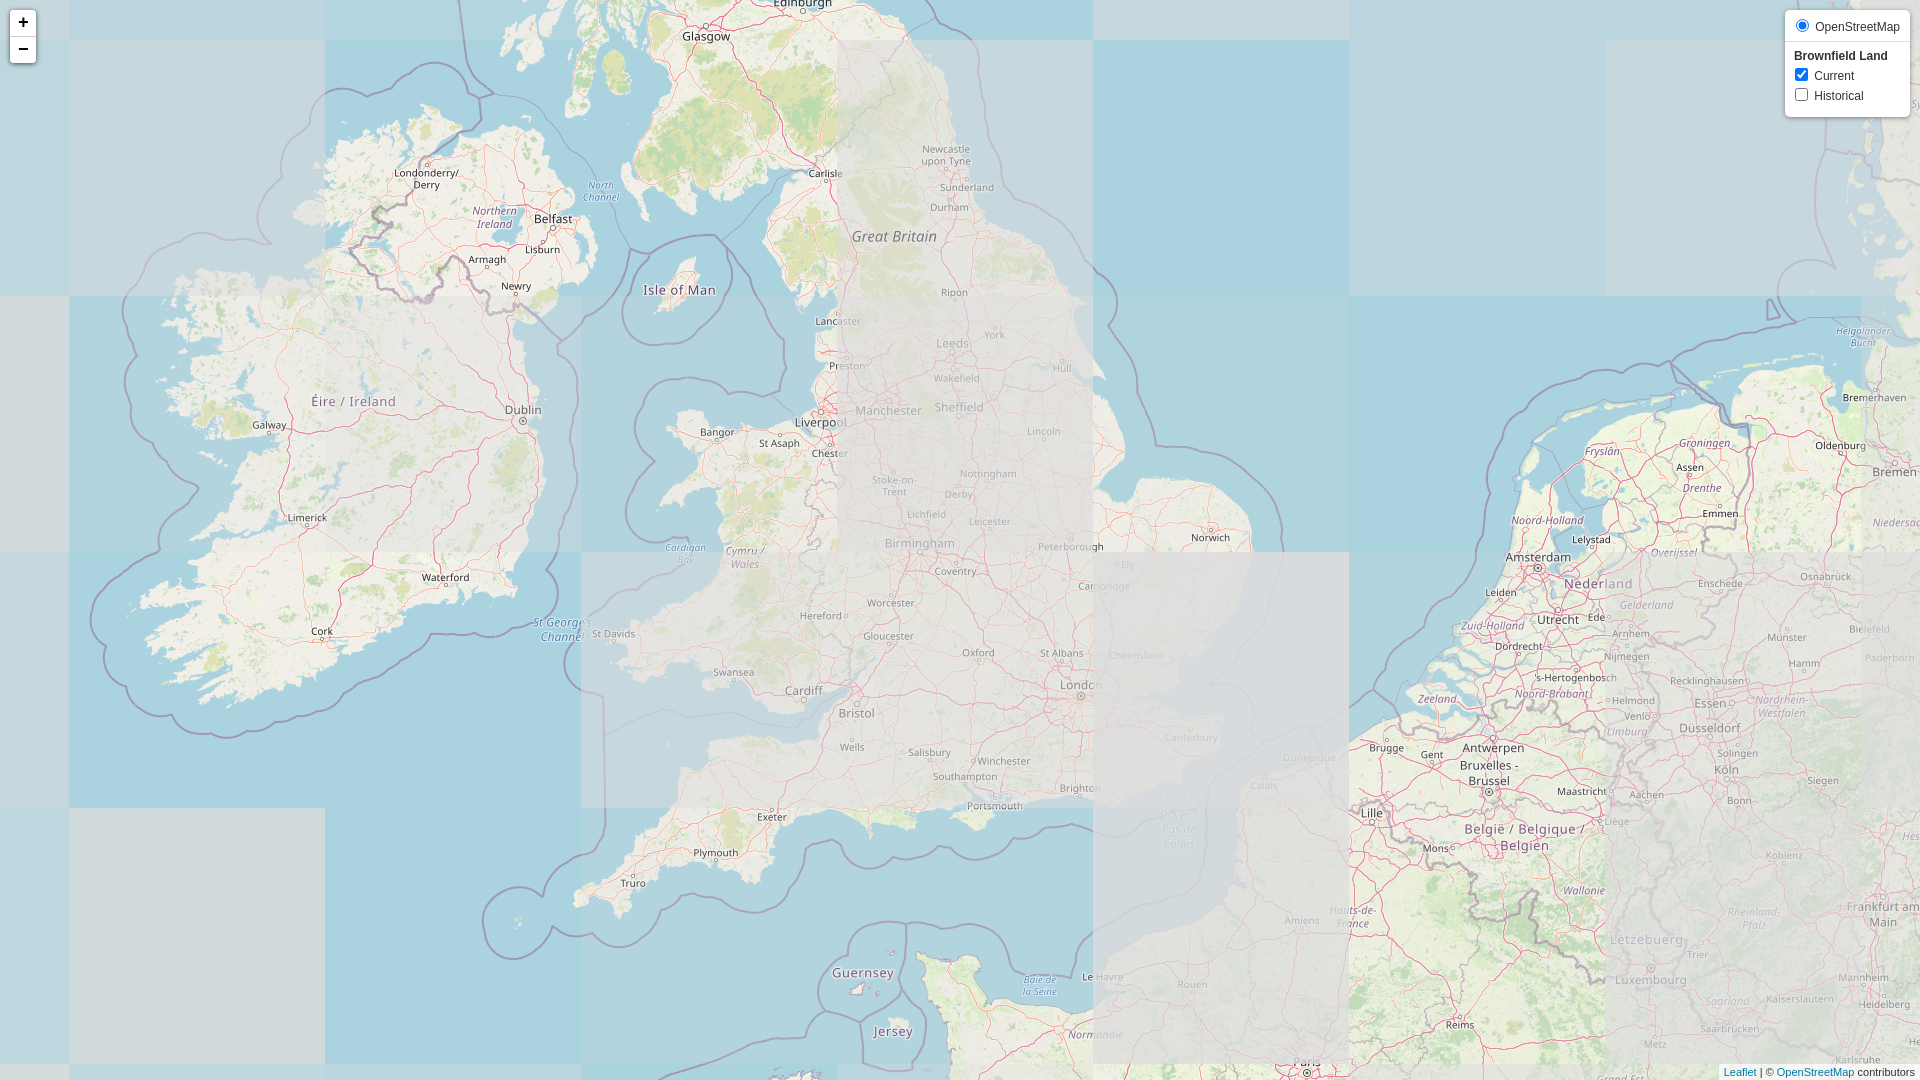 +
−
OpenStreetMap
Brownfield Land
Current
Historical
Edinburgh
Glasgow
Londonderry/
Derry
North
Channel
Northern
Ireland
Belfast
Lisburn
Armagh
Newry
Carlisle
Newcastle
upon Tyne
Sunderland
Durham
Great Britain
Isle of Man
Ripon
Lancaster
York
Leeds
Preston
Wakefield
Hull
Manchester
Sheffield
Liverpool
Lincoln
Bangor
St Asaph
Chester
Éire / Ireland
Dublin
Galway
Limerick
Waterford
Cork
Stoke-on-
Trent
Nottingham
Derby
Lichfield
Leicester
Birmingham
Peterborough
Norwich
Cardigan
Bay
Cymru /
Wales
Coventry
Ely
Cambridge
Worcester
Hereford
St George's
Channel
St Davids
Gloucester
Oxford
St Albans
Chelmsford
Swansea
Cardiff
London
Bristol
Wells
Salisbury
Winchester
Canterbury
Southampton
Brighton
Portsmouth
Exeter
Plymouth
Truro
Dunkerque
Calais
Dover -
Pas de
Calais
Guernsey
Jersey
Baie de
la Seine
Le Havre
Rouen
Amiens
Hauts-de-
France
Normandie
Paris
Reims
Helgoländer
Bucht
Bremerhaven
Groningen
Oldenburg
Fryslân
Assen
Bremen
Drenthe
Emmen
Noord-Holland
Niedersac
Lelystad
Overijssel
Amsterdam
Nederland
Enschede
Osnabrück
Leiden
Gelderland
Utrecht
Ede
Zuid-Holland
Arnhem
Münster
Bielefeld
Dordrecht
Nijmegen
Hamm
Paderborn
's-Hertogenbosch
Recklinghausen
Zeeland
Noord-Brabant
Helmond
Essen
Nordrhein-
Westfalen
Venlo
Limburg
Düsseldorf
Brugge
Gent
Antwerpen
Solingen
Bruxelles -
Brussel
Köln
Siegen
Maastricht
Aachen
Bonn
Lille
Liège
België / Belgique /
Belgien
Mons
Koblenz
Hes
Wallonie
Rheinland-
Pfalz
Frankfurt am
Main
Lëtzebuerg
Trier
Luxembourg
Mannheim
Saarland
Kaiserslautern
Heidelberg
Saarbrücken
Metz
Karlsruhe
Grand Est
Leaflet | © OpenStreetMap contributors